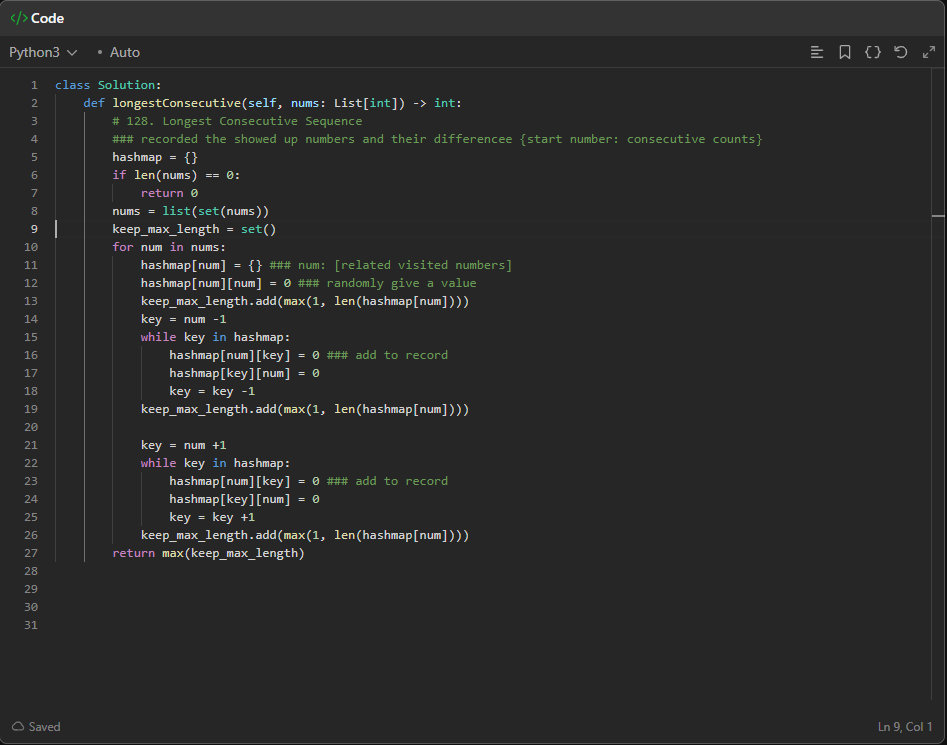 </> Code
Python3 • Auto
1 class Solution:
2 def longestConsecutive(self, nums: List[int]) -> int:
3 # 128. Longest Consecutive Sequence
4 ### recorded the showed up numbers and their differencee {start number: consecutive counts}
5 hashmap = {}
6 if len(nums) == 0:
7 return 0
8 nums = list(set(nums))
9 keep_max_length = set()
10 for num in nums:
11 hashmap[num] = {} ### num: [related visited numbers]
12 hashmap[num][num] = 0 ### randomly give a value
13 keep_max_length.add(max(1, len(hashmap[num])))
14 key = num -1
15 while key in hashmap:
16 hashmap[num][key] = 0 ### add to record
17 hashmap[key][num] = 0
18 key = key -1
19 keep_max_length.add(max(1, len(hashmap[num])))
20
21 key = num +1
22 while key in hashmap:
23 hashmap[num][key] = 0 ### add to record
24 hashmap[key][num] = 0
25 key = key +1
26 keep_max_length.add(max(1, len(hashmap[num])))
27 return max(keep_max_length)
28
29
30
31
Saved Ln 9, Col 1